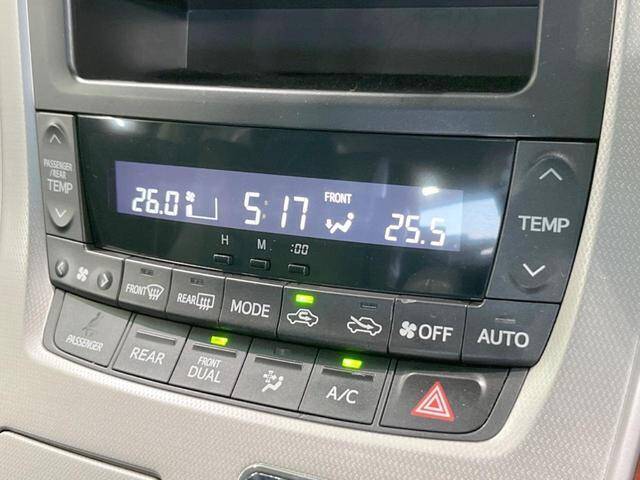 PASSENGER
/REAR
TEMP
26.0 5:17 FRONT 25.5
H M :00
TEMP
FRONT REAR MODE OFF AUTO
PASSENGER REAR FRONT DUAL A/C